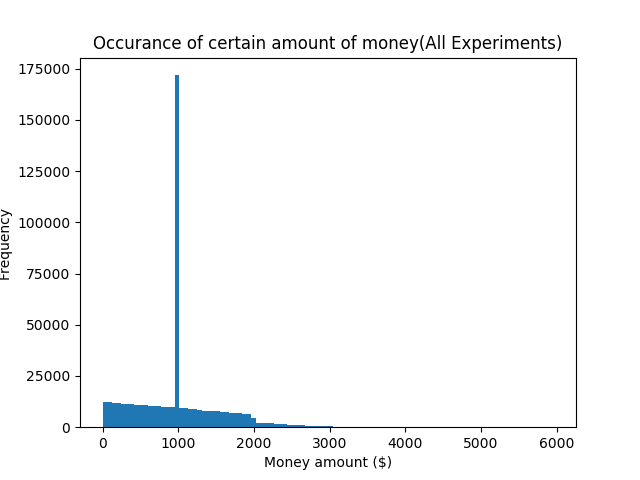 Occurance of certain amount of money(All Experiments)
175000
150000
125000
100000
75000
50000
25000
0
Frequency
0 1000 2000 3000 4000 5000 6000
Money amount ($)